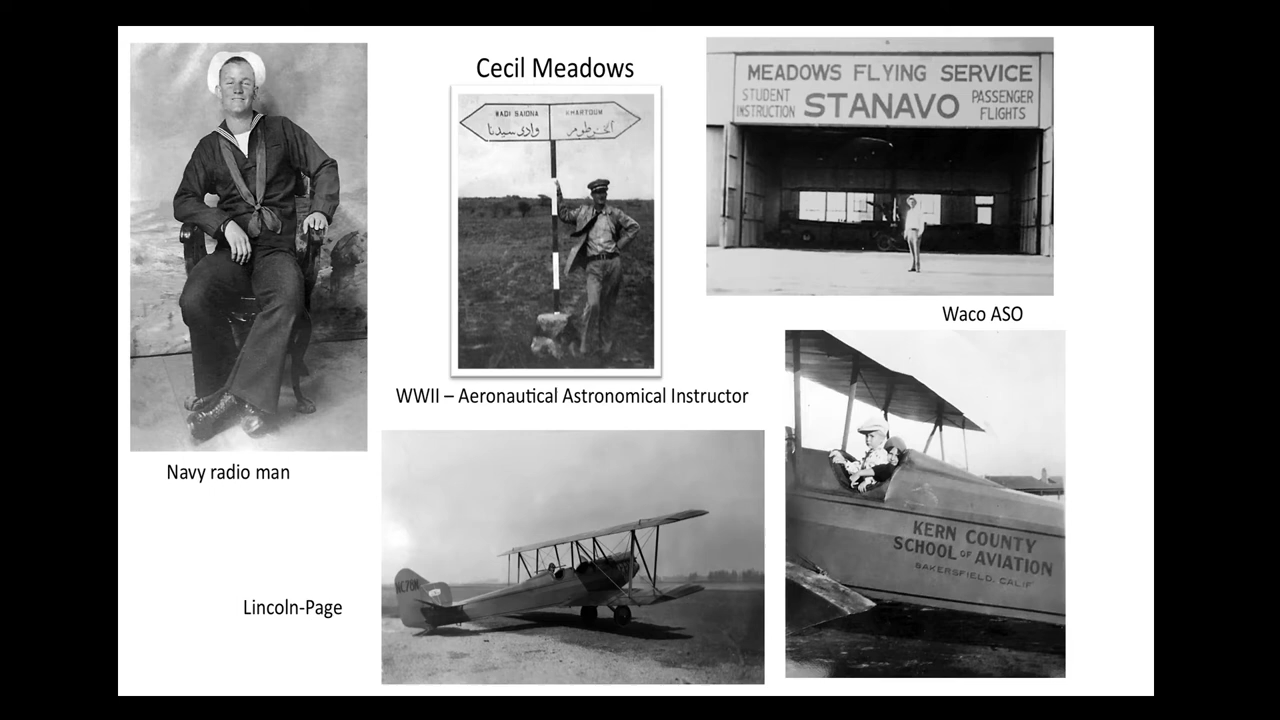 Cecil Meadows
WADI SAIDNA
وادي سيدنا
KHARTOUM
الخرطوم
MEADOWS FLYING SERVICE
STUDENT INSTRUCTION
STANAVO
PASSENGER FLIGHTS
Waco ASO
WWII – Aeronautical Astronomical Instructor
Navy radio man
KERN COUNTY
SCHOOL OF AVIATION
BAKERSFIELD, CALIF
NC78N
Lincoln-Page